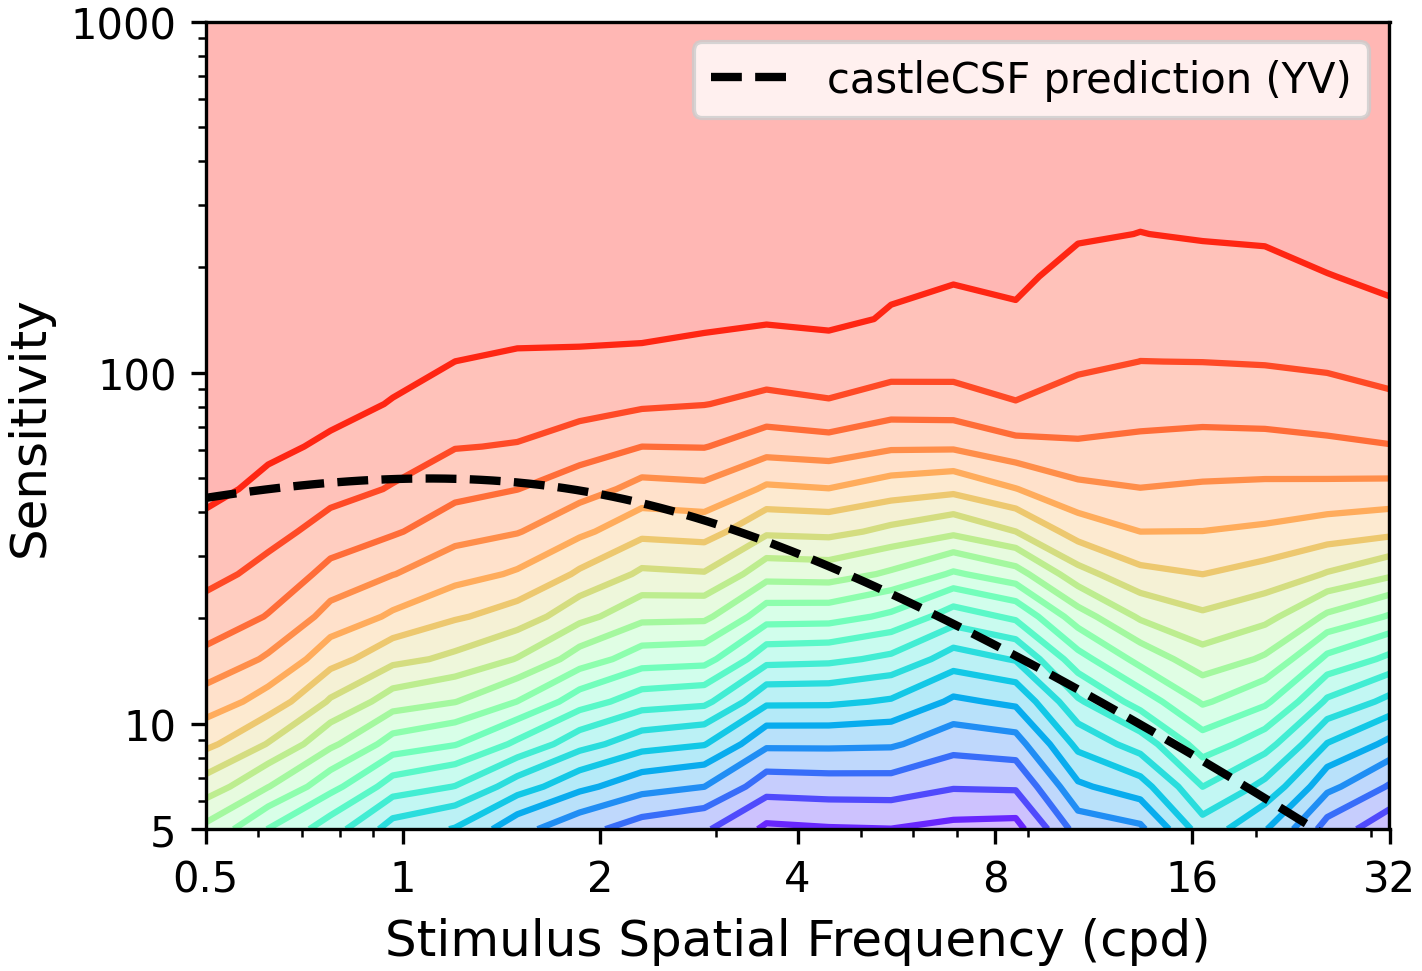 1000
castleCSF prediction (YV)
100
Sensitivity
10
5
0.5 1 2 4 8 16 32
Stimulus Spatial Frequency (cpd)